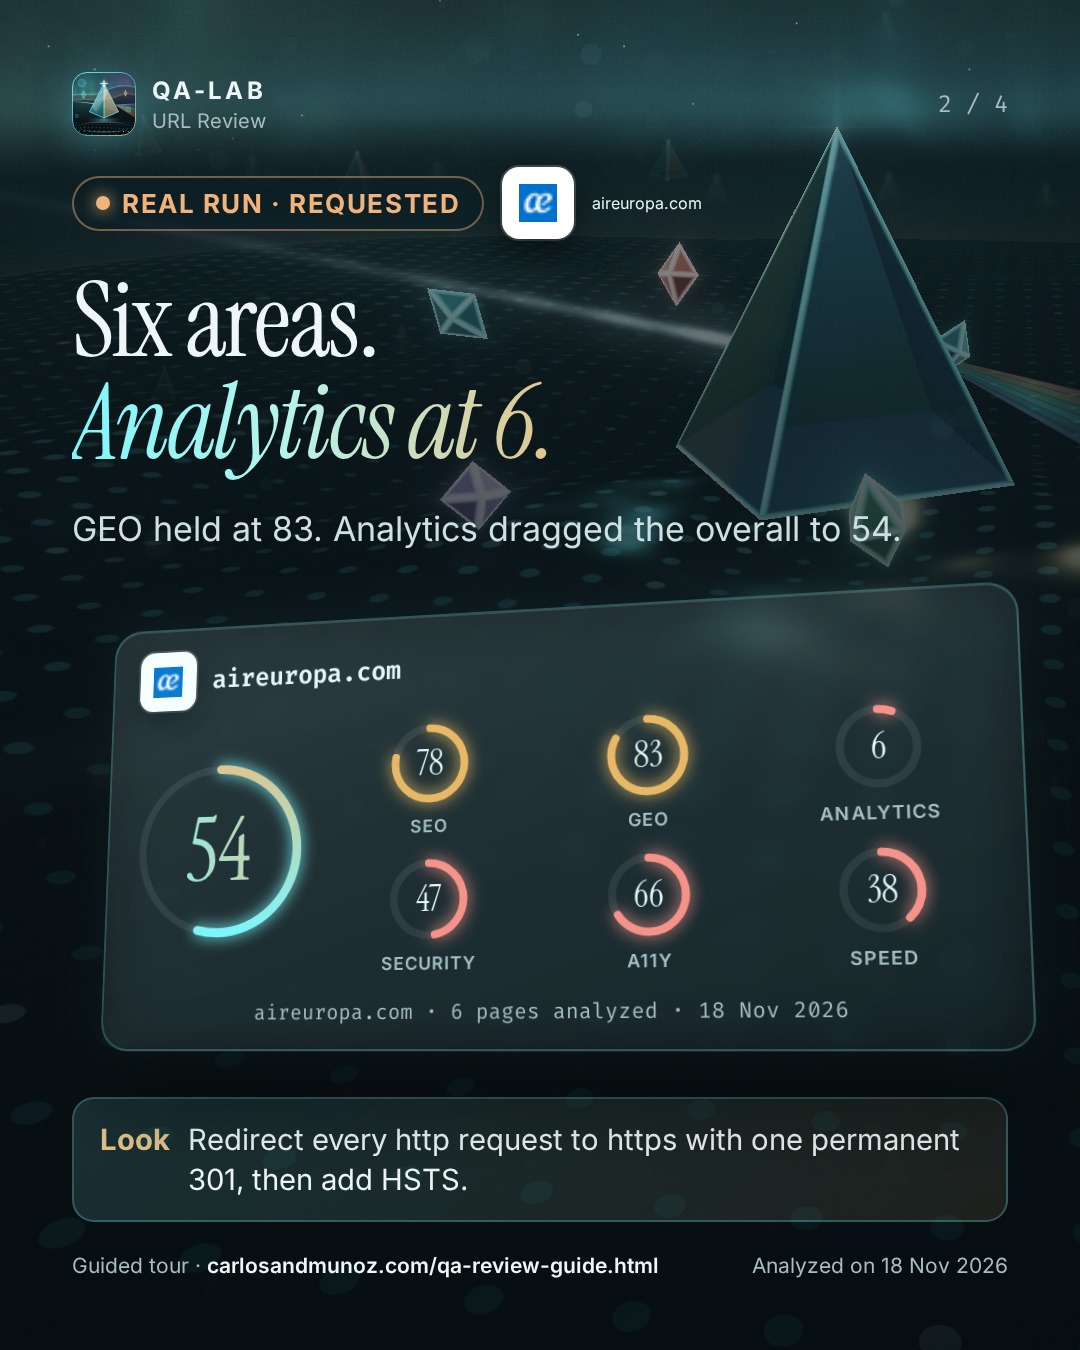 QA-LAB
URL Review
2 / 4
REAL RUN · REQUESTED
æ
aireuropa.com
Six areas.
Analytics at 6.
GEO held at 83. Analytics dragged the overall to 54.
æ
aireuropa.com
54
78
SEO
83
GEO
6
ANALYTICS
47
SECURITY
66
A11Y
38
SPEED
aireuropa.com · 6 pages analyzed · 18 Nov 2026
Look
Redirect every http request to https with one permanent
301, then add HSTS.
Guided tour · carlosandmunoz.com/qa-review-guide.html
Analyzed on 18 Nov 2026